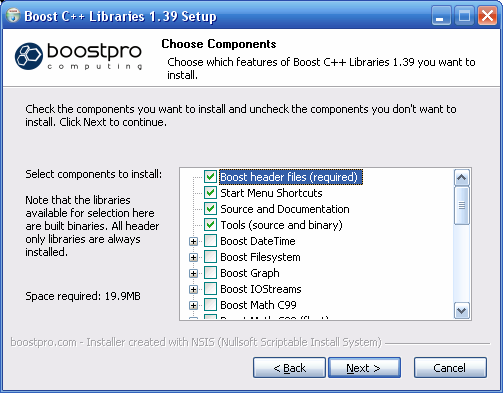 Boost C++ Libraries 1.39 Setup
boostpro
computing
Choose Components
Choose which features of Boost C++ Libraries 1.39 you want to
install.
Check the components you want to install and uncheck the components you don't want to
install. Click Next to continue.
Select components to install:
Note that the libraries
available for selection here
are built binaries. All header
only libraries are always
installed.
Space required: 19.9MB
Boost header files (required)
Start Menu Shortcuts
Source and Documentation
Tools (source and binary)
Boost DateTime
Boost Filesystem
Boost Graph
Boost IOStreams
Boost Math C99
boostpro.com - Installer created with NSIS (Nullsoft Scriptable Install System)
< Back
Next >
Cancel